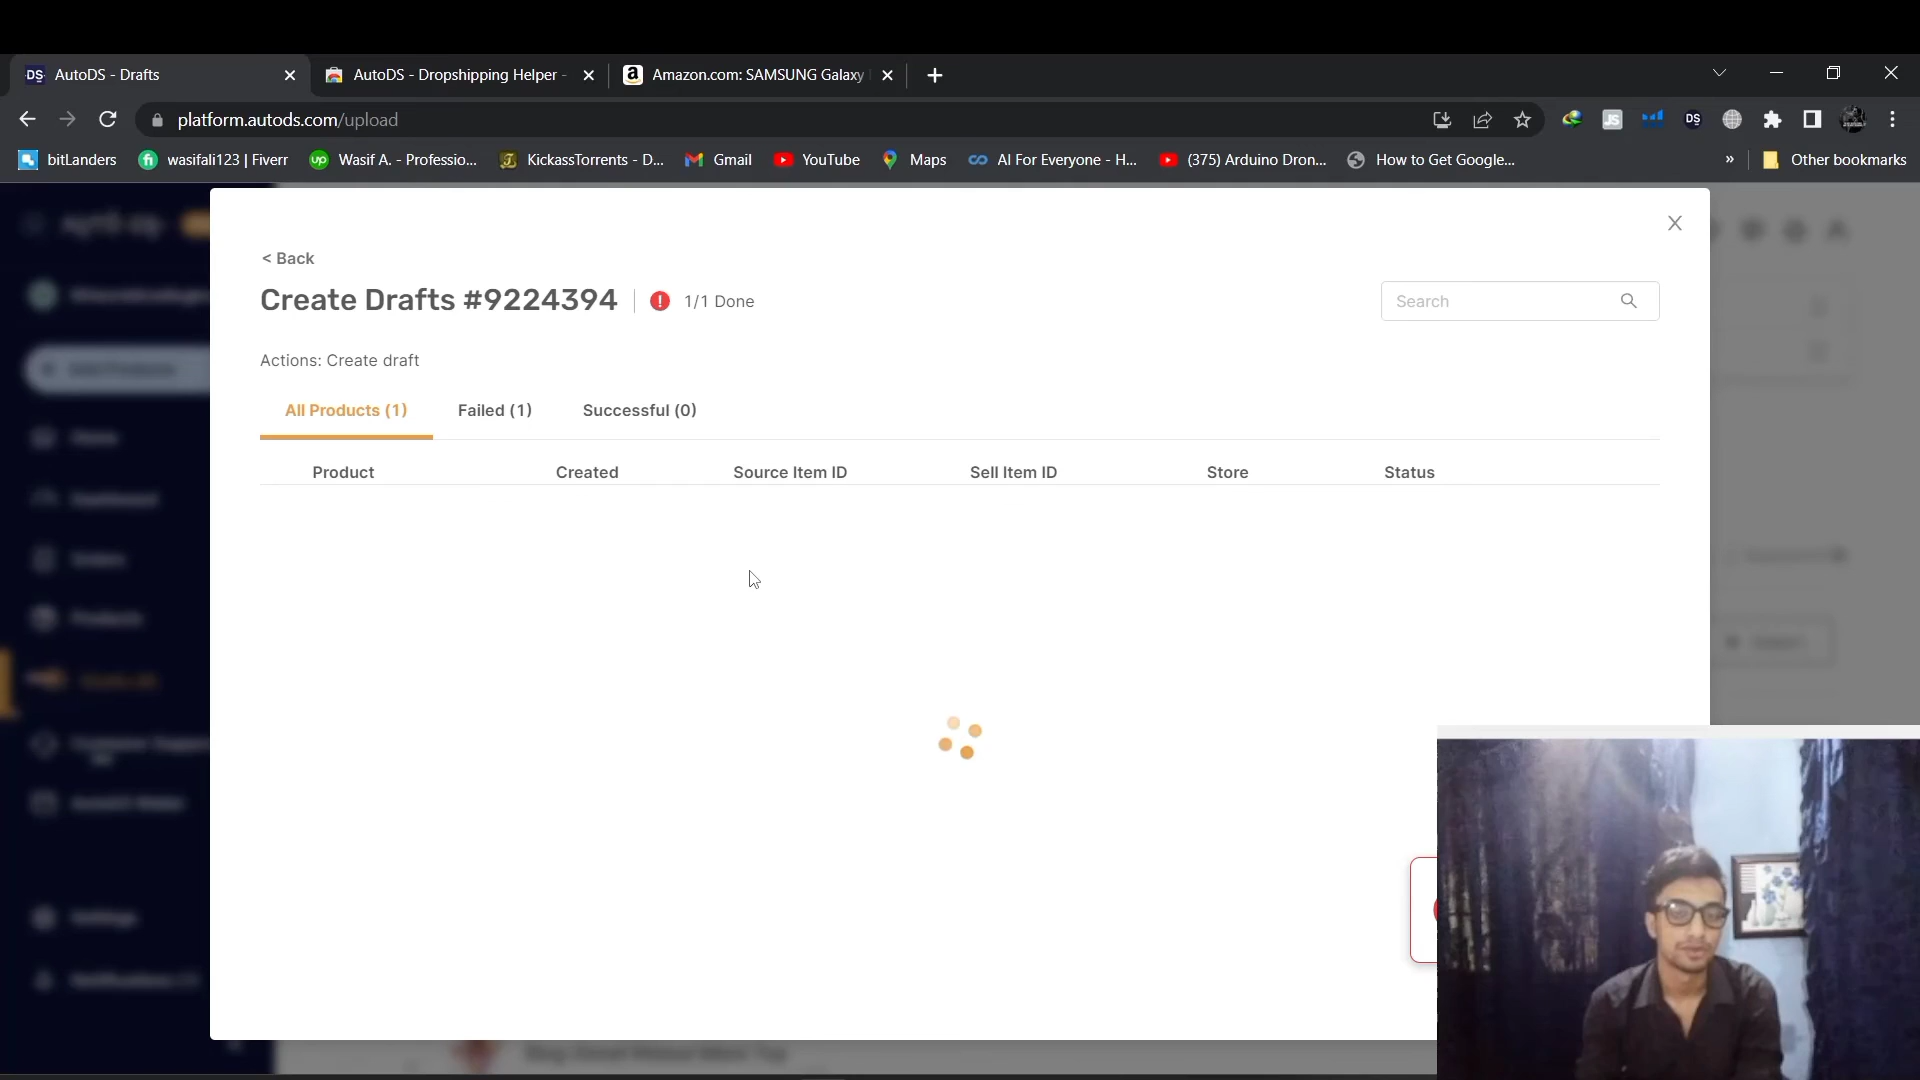 AutoDS - Drafts
AutoDS - Dropshipping Helper -
Amazon.com: SAMSUNG Galaxy
platform.autods.com/upload
bitLanders
wasifali123 | Fiverr
Wasif A. - Professio...
KickassTorrents - D...
Gmail
YouTube
Maps
AI For Everyone - H...
(375) Arduino Dron...
How to Get Google...
»
Other bookmarks
< Back
Create Drafts #9224394
1/1 Done
Search
Actions: Create draft
All Products (1)
Failed (1)
Successful (0)
Product
Created
Source Item ID
Sell Item ID
Store
Status